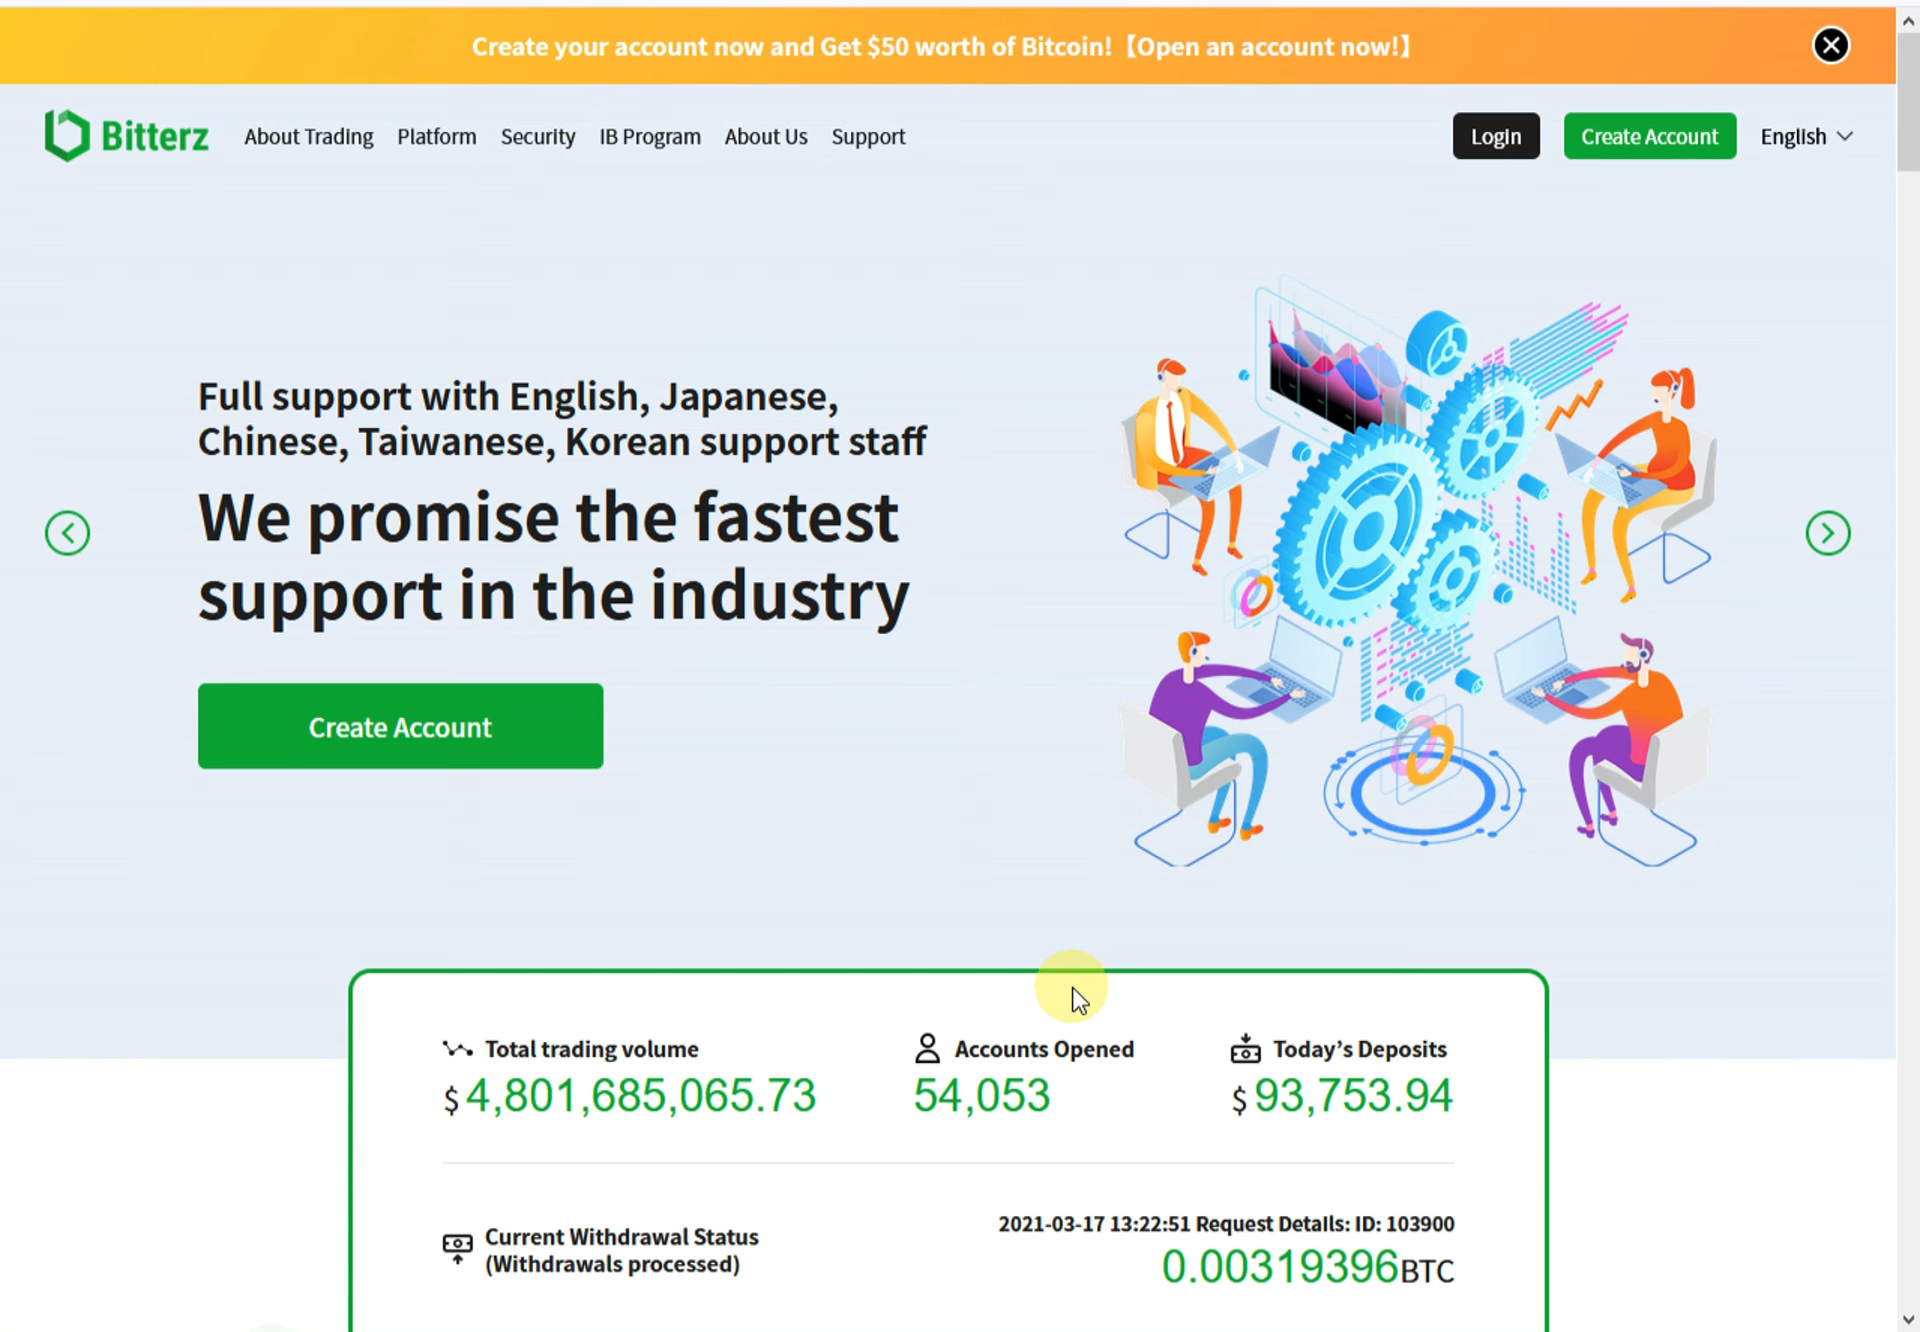 Create your account now and Get $50 worth of Bitcoin!【Open an account now!】
Bitterz About Trading Platform Security IB Program About Us Support Login Create Account English
Full support with English, Japanese,
Chinese, Taiwanese, Korean support staff
We promise the fastest
support in the industry
Create Account
Total trading volume Accounts Opened Today's Deposits
$ 4,801,685,065.73 54,053 $ 93,753.94
Current Withdrawal Status
(Withdrawals processed)
2021-03-17 13:22:51 Request Details: ID: 103900
0.00319396BTC